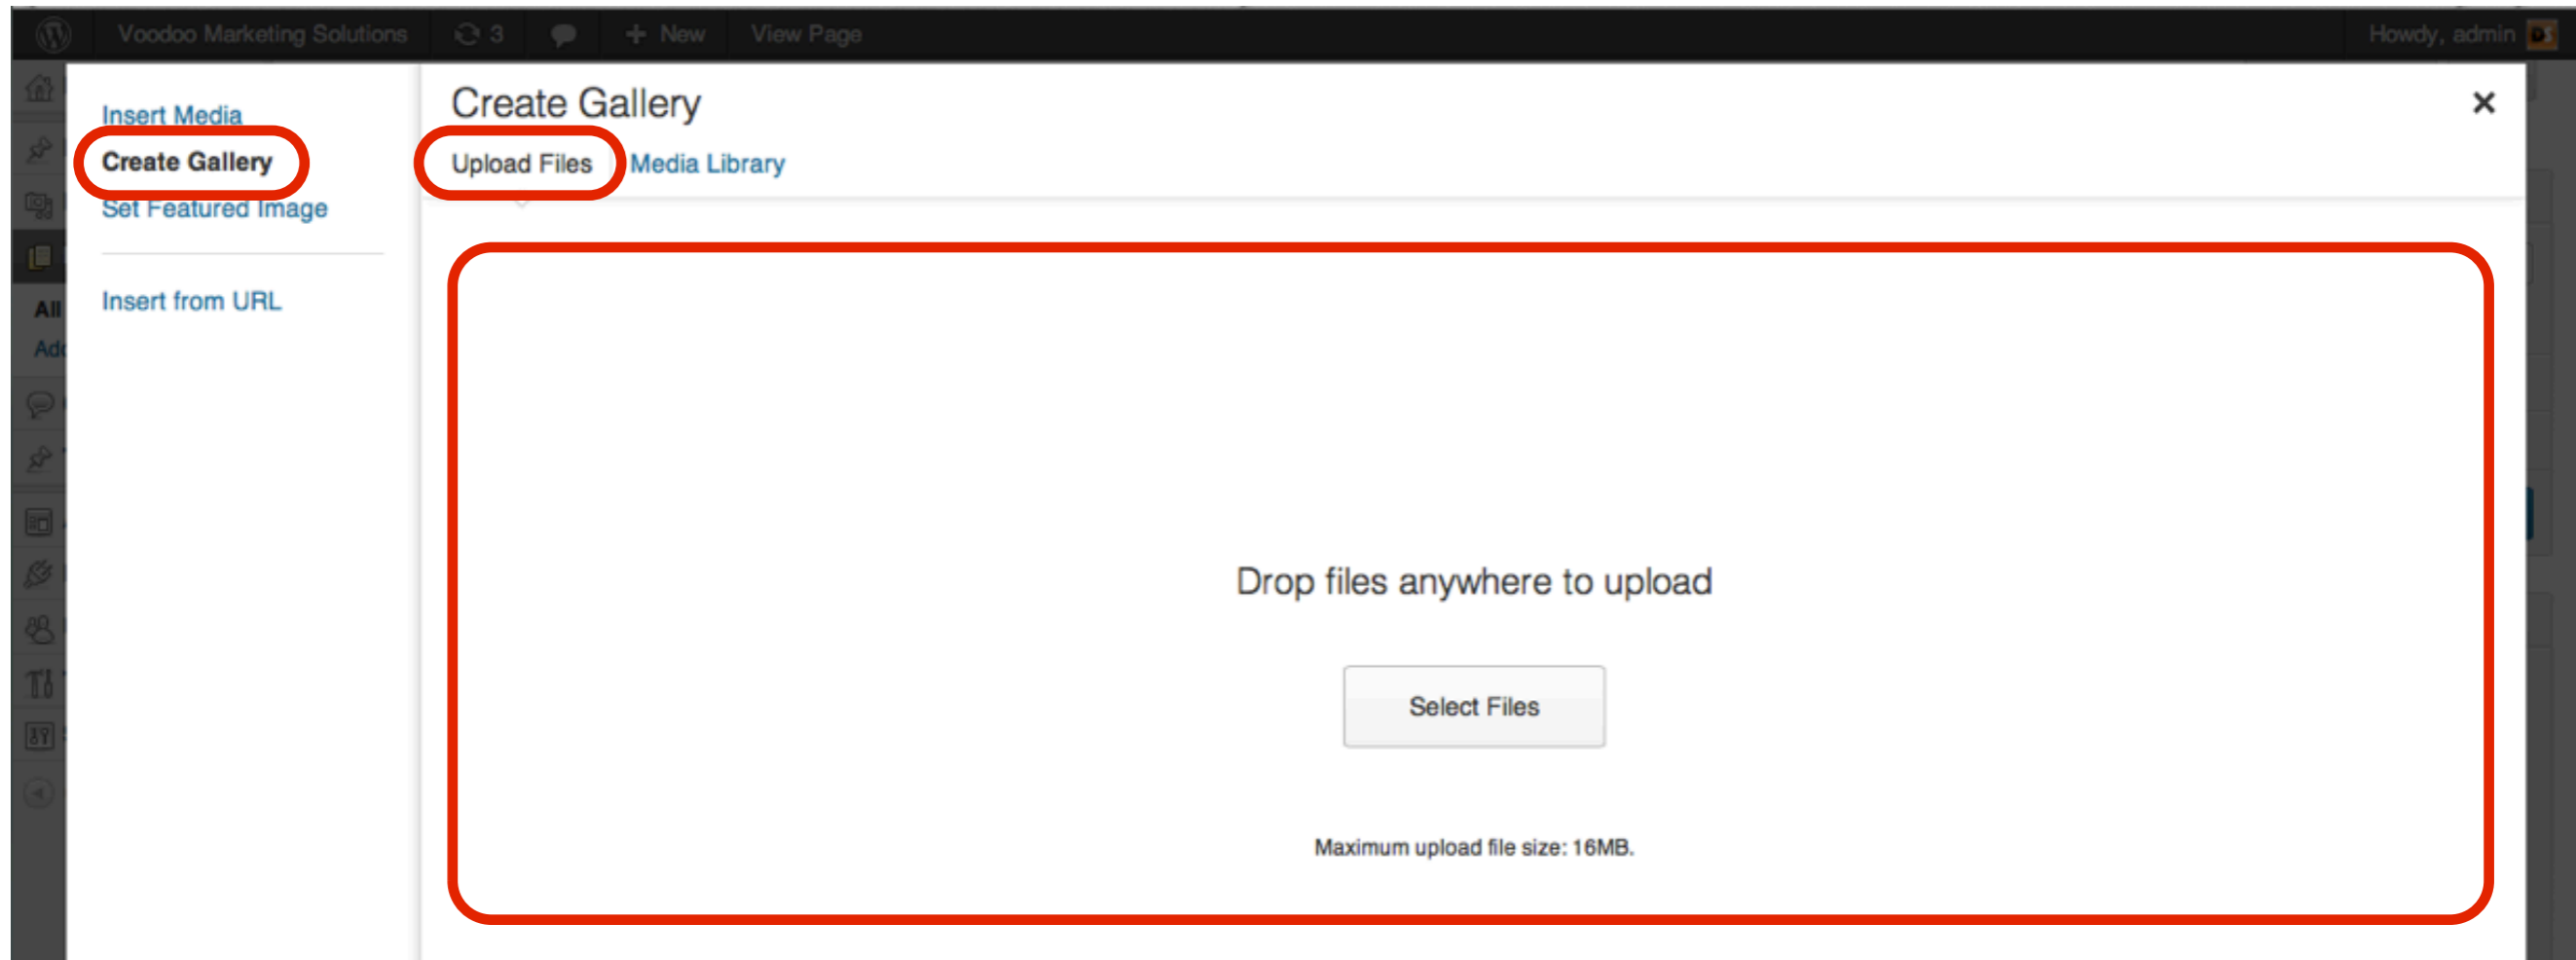 Voodoo Marketing Solutions 3 + New View Page Howdy, admin
Insert Media
Create Gallery
Set Featured Image
Insert from URL
All
Create Gallery
Upload Files Media Library
Drop files anywhere to upload
Select Files
Maximum upload file size: 16MB.